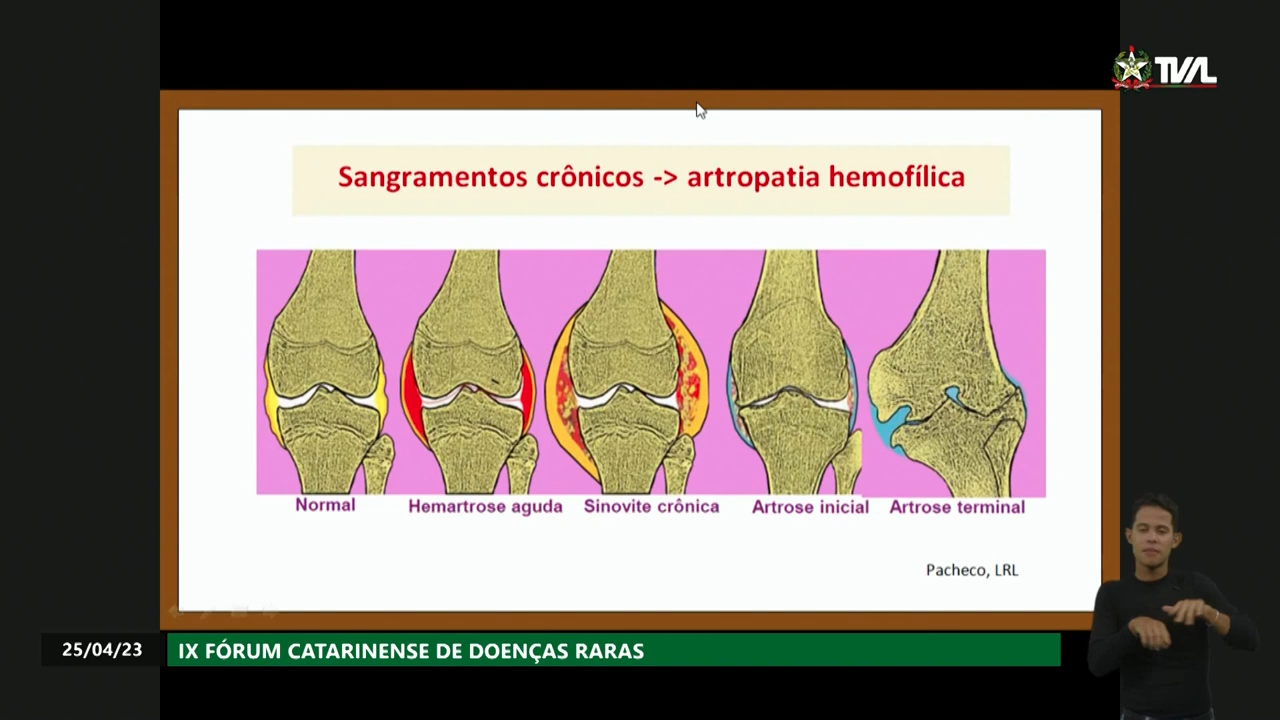 TVAL
Sangramentos crônicos -> artropatia hemofílica
Normal
Hemartrose aguda
Sinovite crônica
Artrose inicial
Artrose terminal
Pacheco, LRL
25/04/23
IX FÓRUM CATARINENSE DE DOENÇAS RARAS